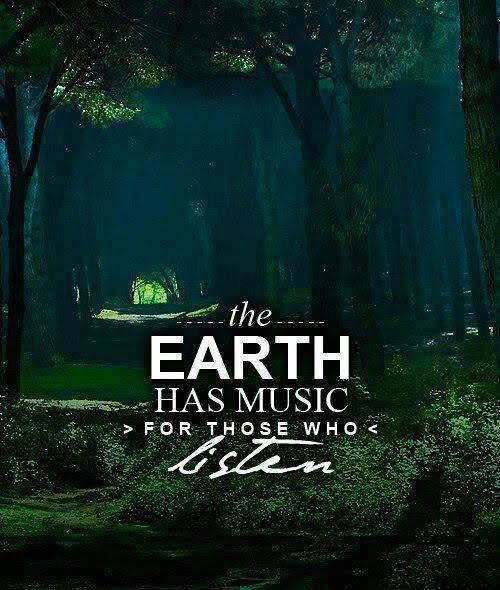 the
EARTH
HAS MUSIC
> FOR THOSE WHO <
listen